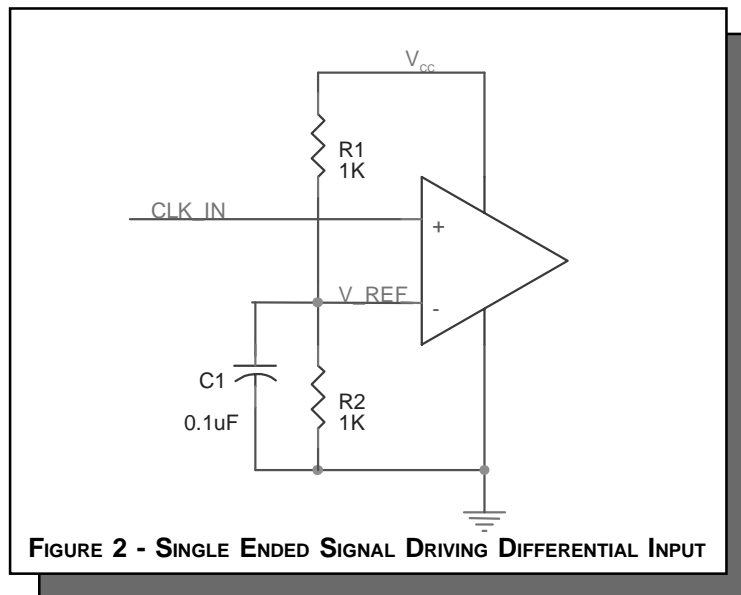 Vcc
R1
1K
CLK_IN
+
V_REF
-
C1
0.1uF
R2
1K
FIGURE 2 - SINGLE ENDED SIGNAL DRIVING DIFFERENTIAL INPUT